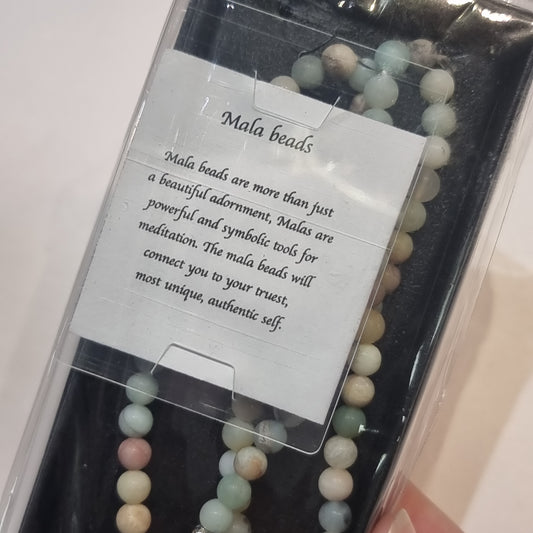 Mala beads
Mala beads are more than just
a beautiful adornment, Malas are
powerful and symbolic tools for
meditation. The mala beads will
connect you to your truest,
most unique, authentic self.